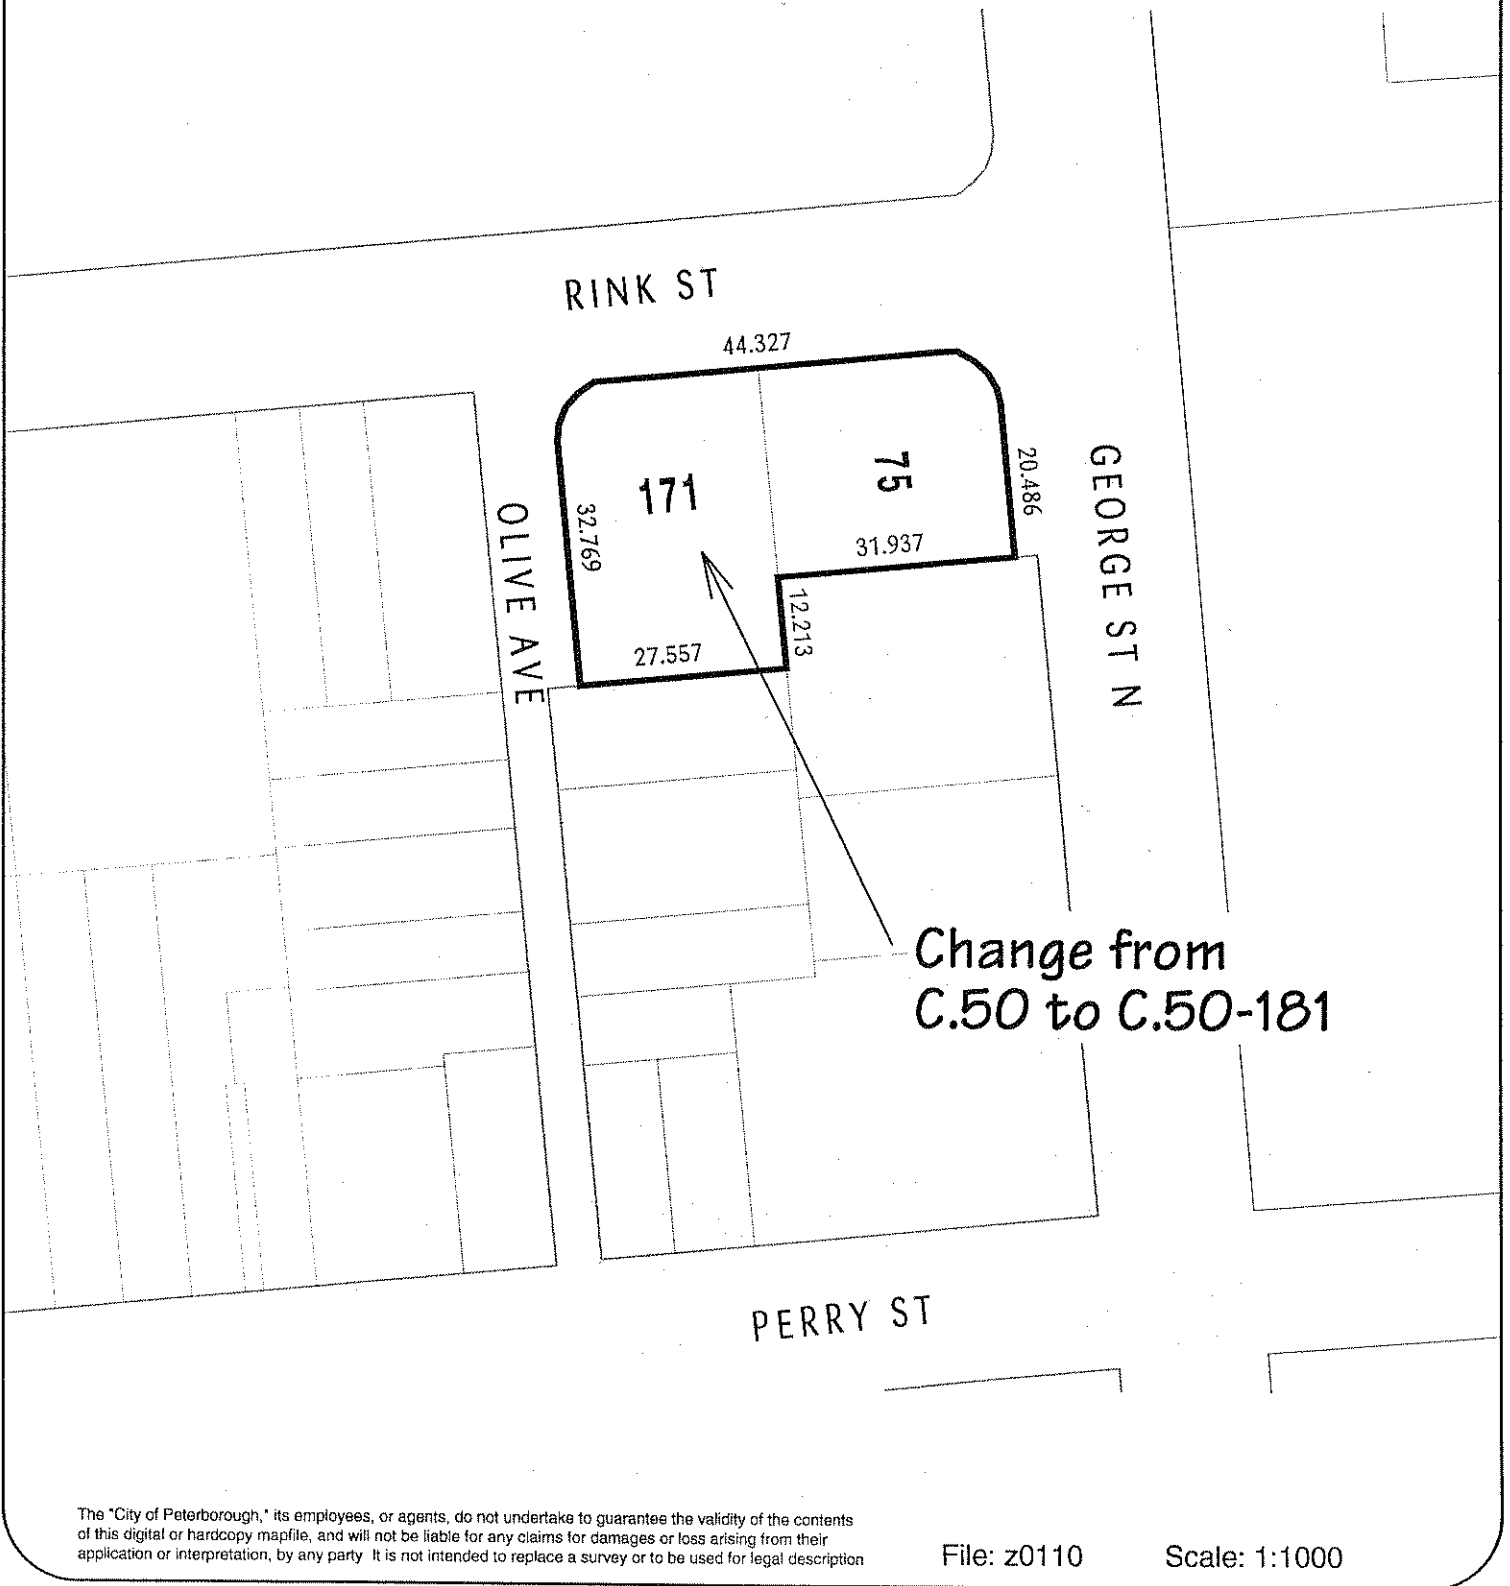 RINK ST
44.327
171
75
20.486
GEORGE ST N
OLIVE AVE
32.769
31.937
12.213
27.557
Change from
C.50 to C.50-181
PERRY ST
The "City of Peterborough," its employees, or agents, do not undertake to guarantee the validity of the contents
of this digital or hardcopy mapfile, and will not be liable for any claims for damages or loss arising from their
application or interpretation, by any party It is not intended to replace a survey or to be used for legal description
File: z0110
Scale: 1:1000